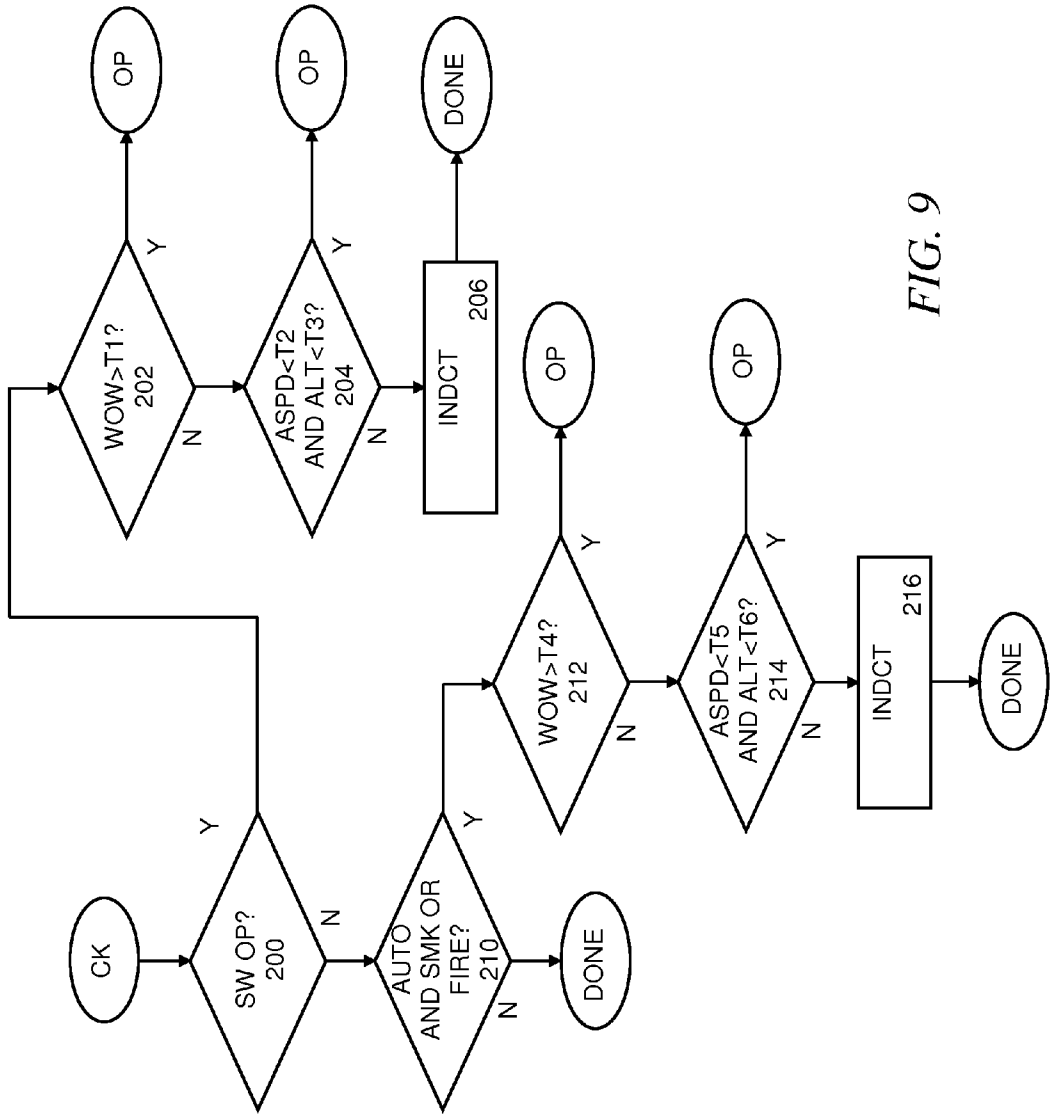 CK
SW OP?
200
Y
N
AUTO
AND SMK OR
FIRE?
210
Y
N
DONE
WOW>T1?
202
Y
N
OP
ASPD<T2
AND ALT<T3?
204
Y
N
OP
INDCT
206
DONE
WOW>T4?
212
Y
N
OP
ASPD<T5
AND ALT<T6?
214
Y
N
OP
INDCT
216
DONE
FIG. 9